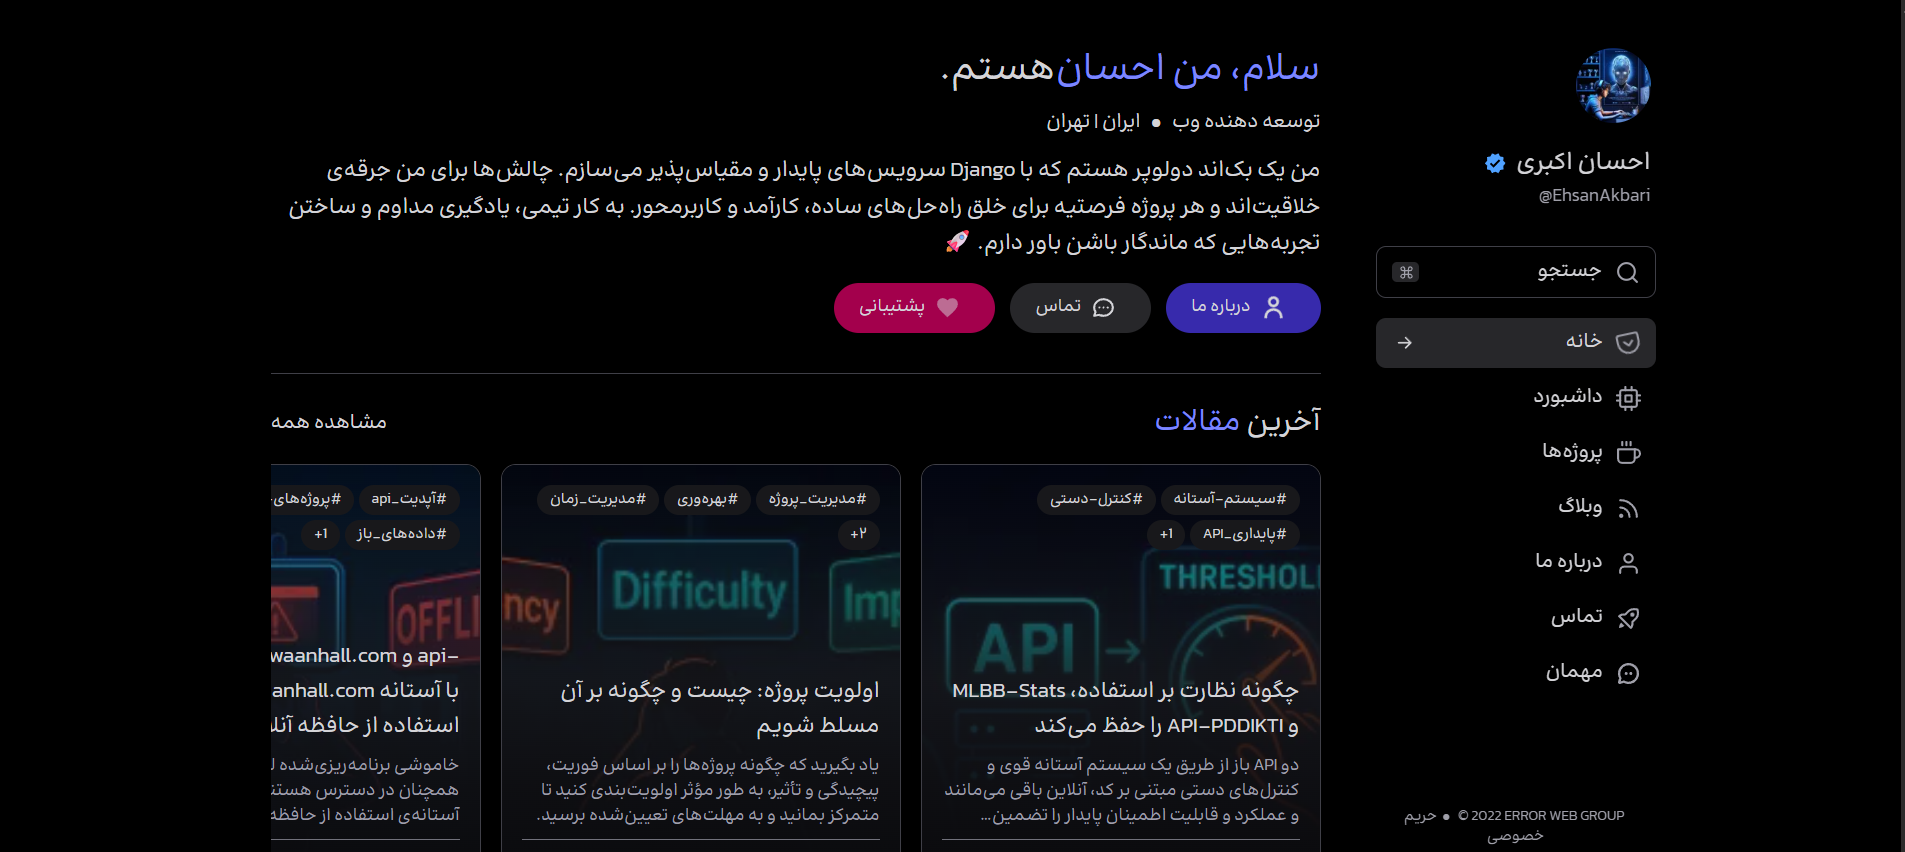 احسان اکبری
@EhsanAkbari
جستجو ⌘
خانه
داشبورد
پروژه‌ها
وبلاگ
درباره ما
تماس
مهمان
© 2022 ERROR WEB GROUP ● حریم
خصوصی
سلام، من احسان هستم.
توسعه دهنده وب ● ایران | تهران
من یک بک‌اند دولوپر هستم که با Django سرویس‌های پایدار و مقیاس‌پذیر می‌سازم. چالش‌ها برای من جرقه‌ی
خلاقیت‌اند و هر پروژه فرصتیه برای خلق راه‌حل‌های ساده، کارآمد و کاربرمحور. به کار تیمی، یادگیری مداوم و ساختن
تجربه‌هایی که ماندگار باشن باور دارم. 🚀
درباره ما
تماس
پشتیبانی
آخرین مقالات
مشاهده همه
#سیستم-آستانه #کنترل-دستی
#پایداری_API +1
THRESHOL
API
چگونه نظارت بر استفاده، MLBB-Stats
و API-PDDIKTI را حفظ می‌کند
دو API باز از طریق یک سیستم آستانه قوی و
کنترل‌های دستی مبتنی بر کد، آنلاین باقی می‌مانند
و عملکرد و قابلیت اطمینان پایدار را تضمین...
#مدیریت_پروژه #بهره‌وری #مدیریت_زمان
+۲
ncy
Difficulty
Imp
اولویت پروژه: چیست و چگونه بر آن
مسلط شویم
یاد بگیرید که چگونه پروژه‌ها را بر اساس فوریت،
پیچیدگی و تأثیر، به طور مؤثر اولویت‌بندی کنید تا
متمرکز بمانید و به مهلت‌های تعیین‌شده برسید.
#آپدیت_api #پروژه‌های-
#داده‌های_باز +1
OFFLI
api- و waanhall.com
با آستانه anhall.com
استفاده از حافظه آنلا
خاموشی برنامه‌ریزی‌شده
همچنان در دسترس هستند
آستانه‌ی استفاده از حافظه